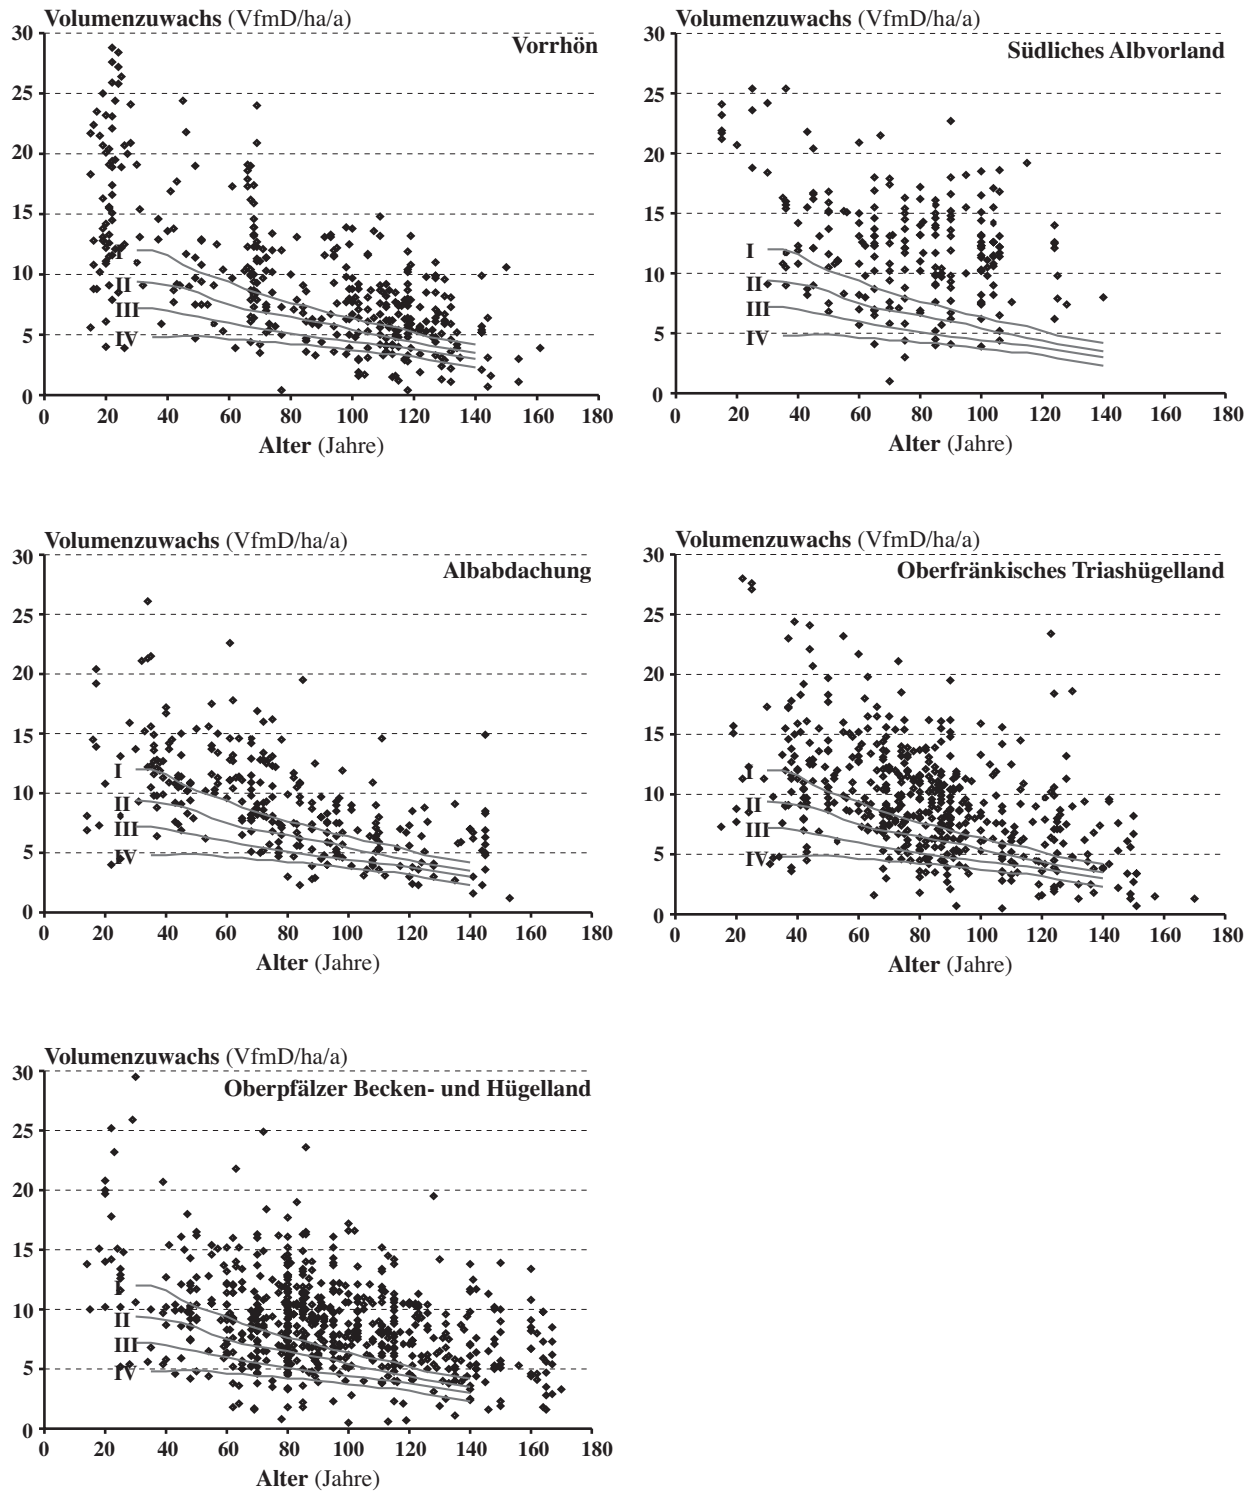 Volumenzuwachs (VfmD/ha/a)
Vorrhön
30
25
20
15
10
5
0
I
II
III
IV
0 20 40 60 80 100 120 140 160 180
Alter (Jahre)
Volumenzuwachs (VfmD/ha/a)
Südliches Albvorland
30
25
20
15
10
5
0
I
II
III
IV
0 20 40 60 80 100 120 140 160 180
Alter (Jahre)
Volumenzuwachs (VfmD/ha/a)
Albabdachung
30
25
20
15
10
5
0
I
II
III
IV
0 20 40 60 80 100 120 140 160 180
Alter (Jahre)
Volumenzuwachs (VfmD/ha/a)
Oberfränkisches Triashügelland
30
25
20
15
10
5
0
I
II
III
IV
0 20 40 60 80 100 120 140 160 180
Alter (Jahre)
Volumenzuwachs (VfmD/ha/a)
Oberpfälzer Becken- und Hügelland
30
25
20
15
10
5
0
I
II
III
IV
0 20 40 60 80 100 120 140 160 180
Alter (Jahre)